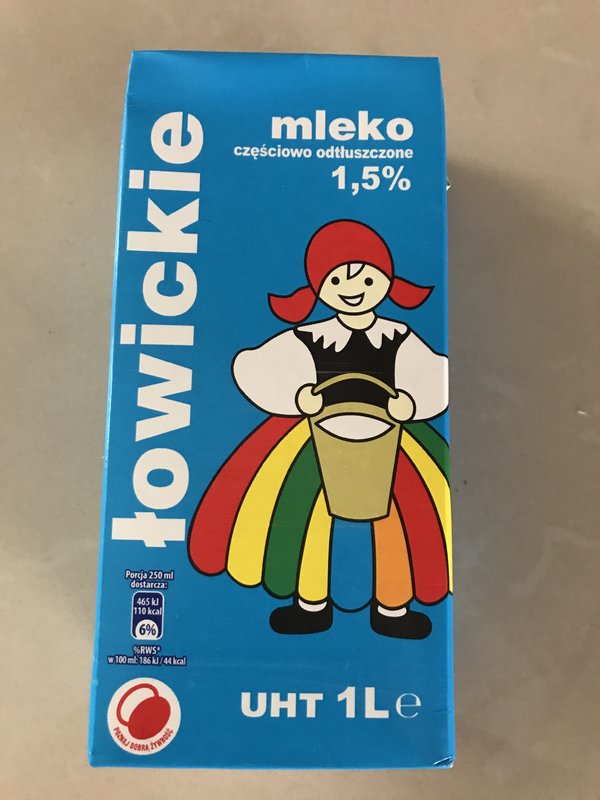 łowickie
mleko
częściowo odtłuszczone
1,5%
Porcja 250 ml
dostarcza:
465 kJ
110 kcal
6%
%RWS*
w 100 ml: 186 kJ / 44 kcal
POZNAJ DOBRĄ ŻYWNOŚĆ
UHT 1L e